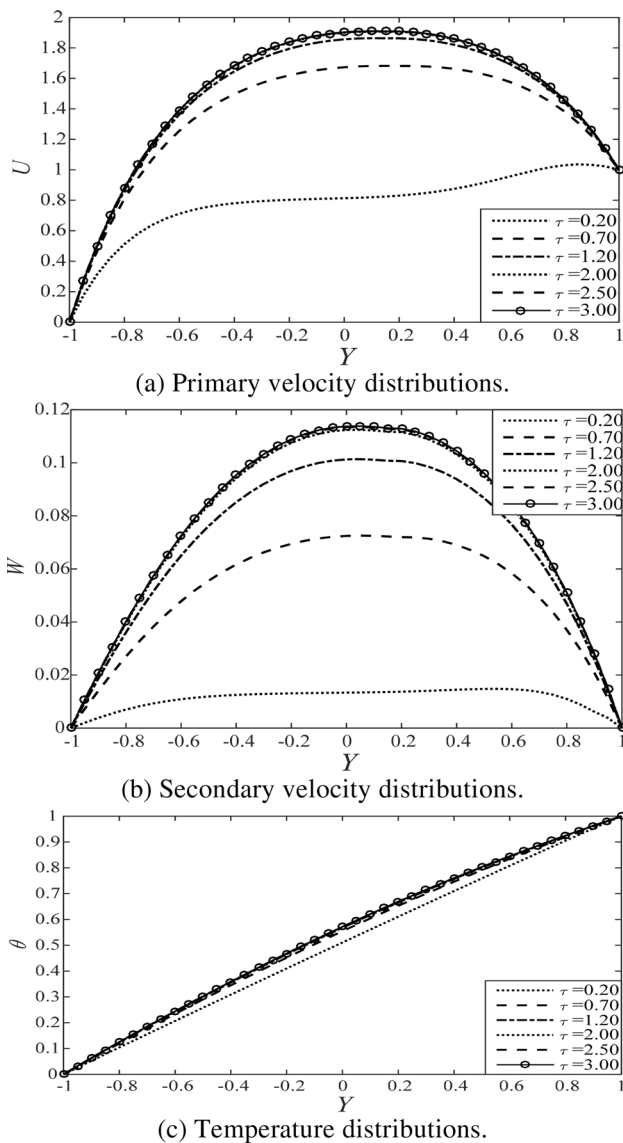 2
1.8
1.6
1.4
1.2
U 1
0.8
0.6
0.4
0.2
0
τ =0.20
τ =0.70
τ =1.20
τ =2.00
τ =2.50
τ =3.00
-1 -0.8 -0.6 -0.4 -0.2 0 0.2 0.4 0.6 0.8 1
Y
(a) Primary velocity distributions.
0.12
0.1
0.08
W 0.06
0.04
0.02
0
τ =0.20
τ =0.70
τ =1.20
τ =2.00
τ =2.50
τ =3.00
-1 -0.8 -0.6 -0.4 -0.2 0 0.2 0.4 0.6 0.8 1
Y
(b) Secondary velocity distributions.
1
0.9
0.8
0.7
0.6
θ 0.5
0.4
0.3
0.2
0.1
0
τ =0.20
τ =0.70
τ =1.20
τ =2.00
τ =2.50
τ =3.00
-1 -0.8 -0.6 -0.4 -0.2 0 0.2 0.4 0.6 0.8 1
Y
(c) Temperature distributions.